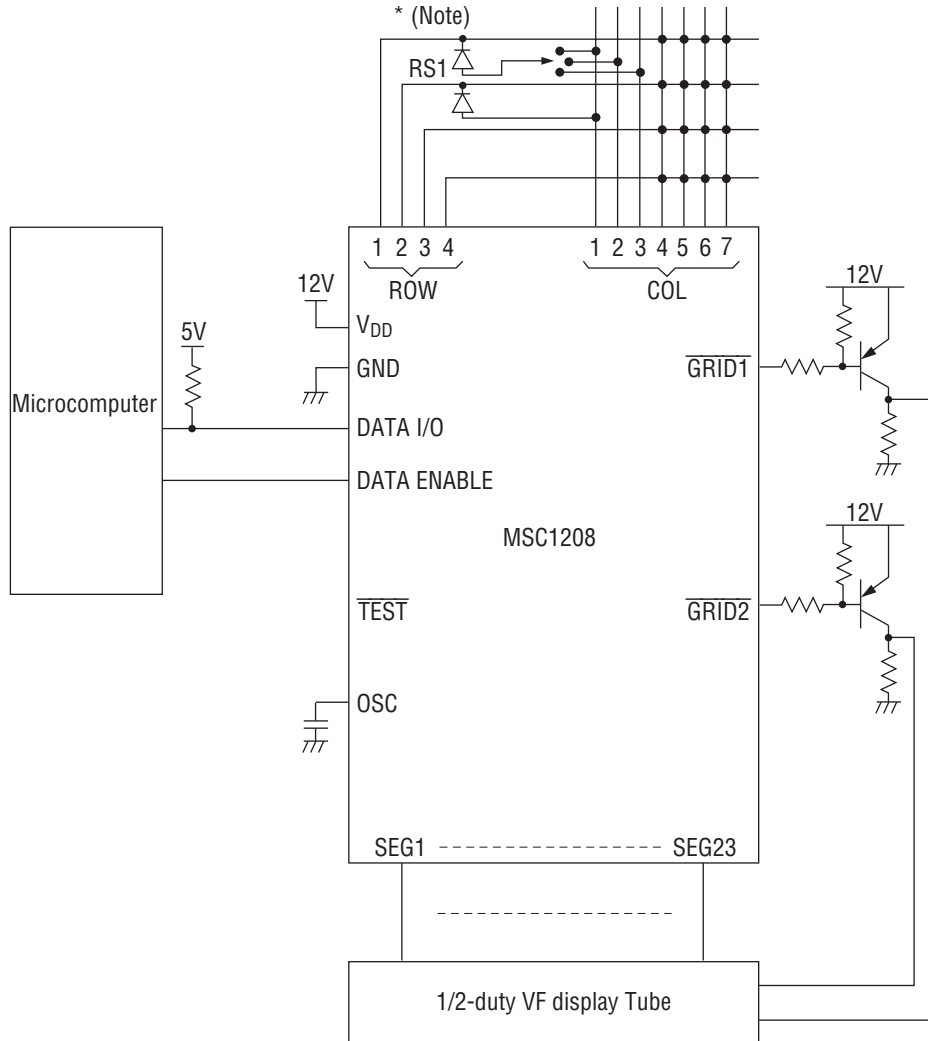 * (Note)
RS1
1 2 3 4
ROW
1 2 3 4 5 6 7
COL
12V
VDD
5V
GND
Microcomputer
DATA I/O
DATA ENABLE
MSC1208
TEST
OSC
GRID1
12V
GRID2
12V
SEG1
SEG23
1/2-duty VF display Tube